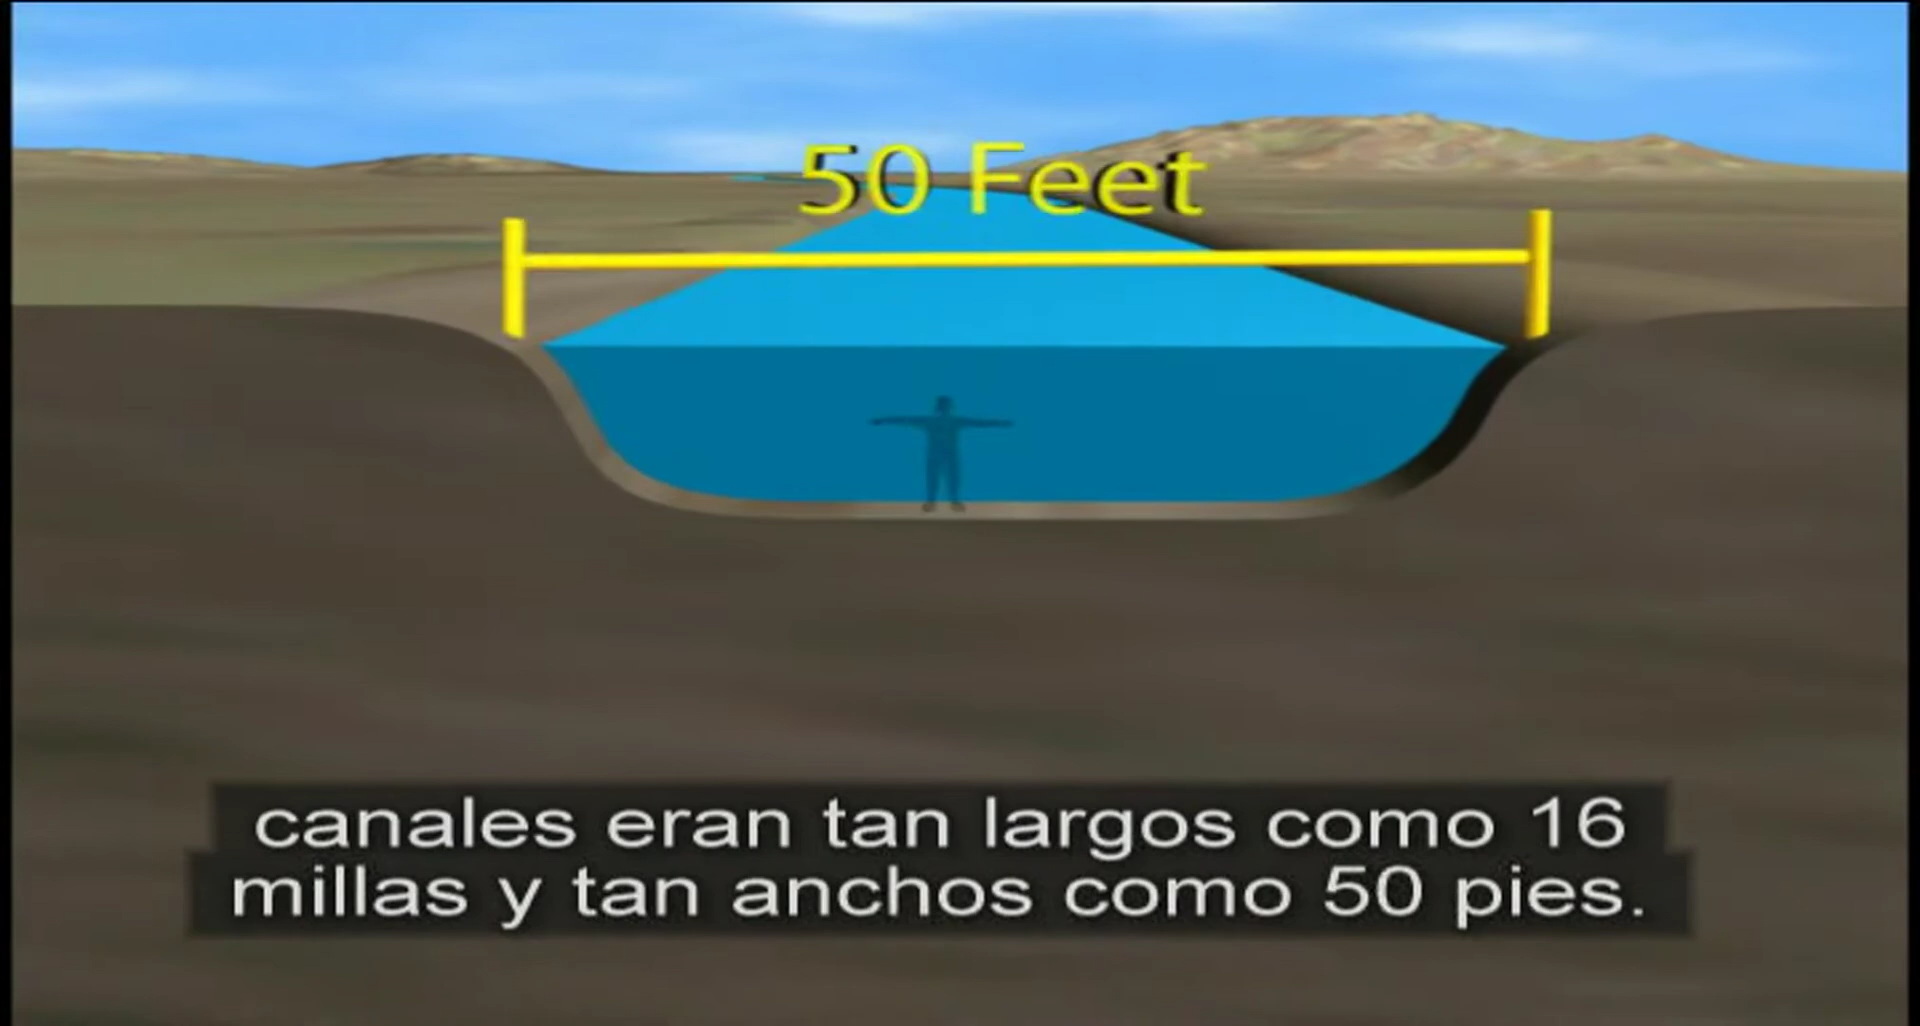 50 Feet
canales eran tan largos como 16
millas y tan anchos como 50 pies.